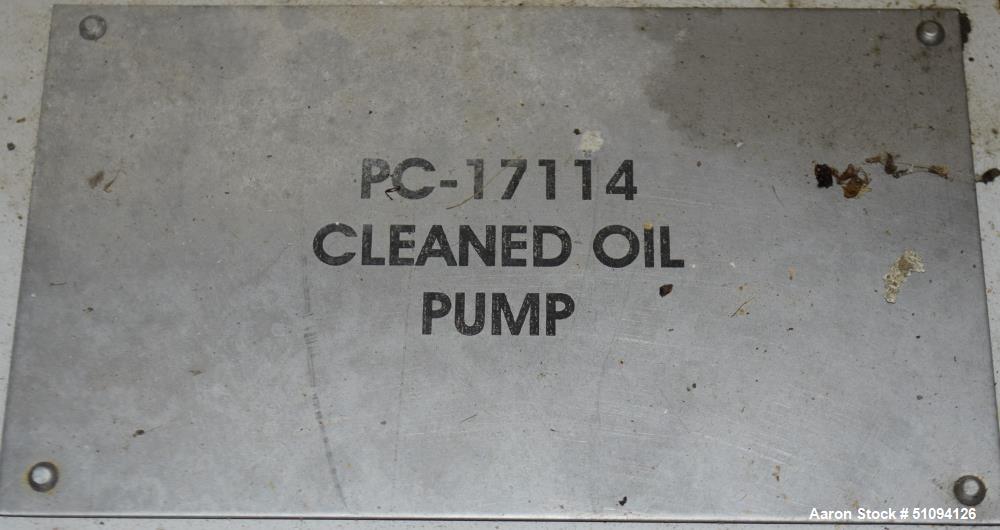 PC-17114
CLEANED OIL
PUMP
Aaron Stock # 51094126